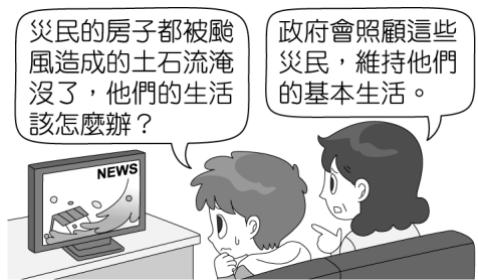 災民的房子都被颱
風造成的土石流淹
沒了，他們的生活
該怎麼辦？
政府會照顧這些
災民，維持他們
的基本生活。
NEWS